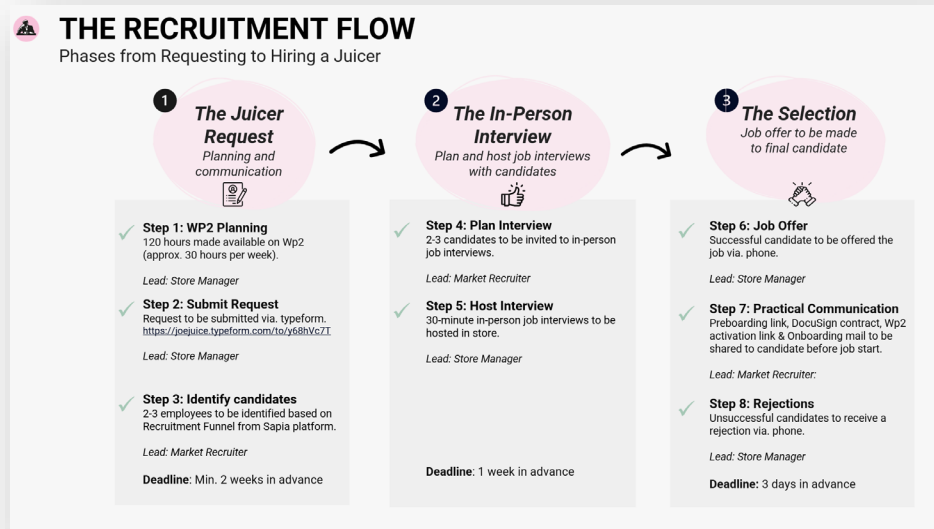 THE RECRUITMENT FLOW
Phases from Requesting to Hiring a Juicer
1
The Juicer
Request
Planning and
communication
Step 1: WP2 Planning
120 hours made available on Wp2
(approx. 30 hours per week).
Lead: Store Manager
Step 2: Submit Request
Request to be submitted via. typeform.
https://joejuice.typeform.com/to/y68hVc7T
Lead: Store Manager
Step 3: Identify candidates
2-3 employees to be identified based on
Recruitment Funnel from Sapia platform.
Lead: Market Recruiter
Deadline: Min. 2 weeks in advance
2
The In-Person
Interview
Plan and host job interviews
with candidates
Step 4: Plan Interview
2-3 candidates to be invited to in-person
job interviews.
Lead: Market Recruiter
Step 5: Host Interview
30-minute in-person job interviews to be
hosted in store.
Lead: Store Manager
Deadline: 1 week in advance
3
The Selection
Job offer to be made
to final candidate
Step 6: Job Offer
Successful candidate to be offered the
job via. phone.
Lead: Store Manager
Step 7: Practical Communication
Preboarding link, DocuSign contract, Wp2
activation link & Onboarding mail to be
shared to candidate before job start.
Lead: Market Recruiter:
Step 8: Rejections
Unsuccessful candidates to receive a
rejection via. phone.
Lead: Store Manager
Deadline: 3 days in advance